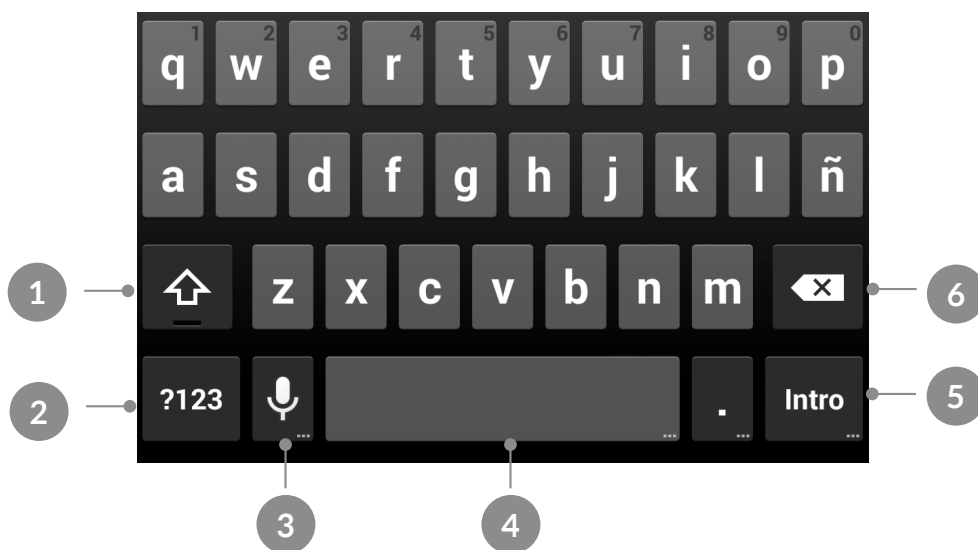 1 2 3 4 5 6 7 8 9 0
q w e r t y u i o p
a s d f g h j k l ñ
1 z x c v b n m 6
2 ?123 . Intro 5
3 4